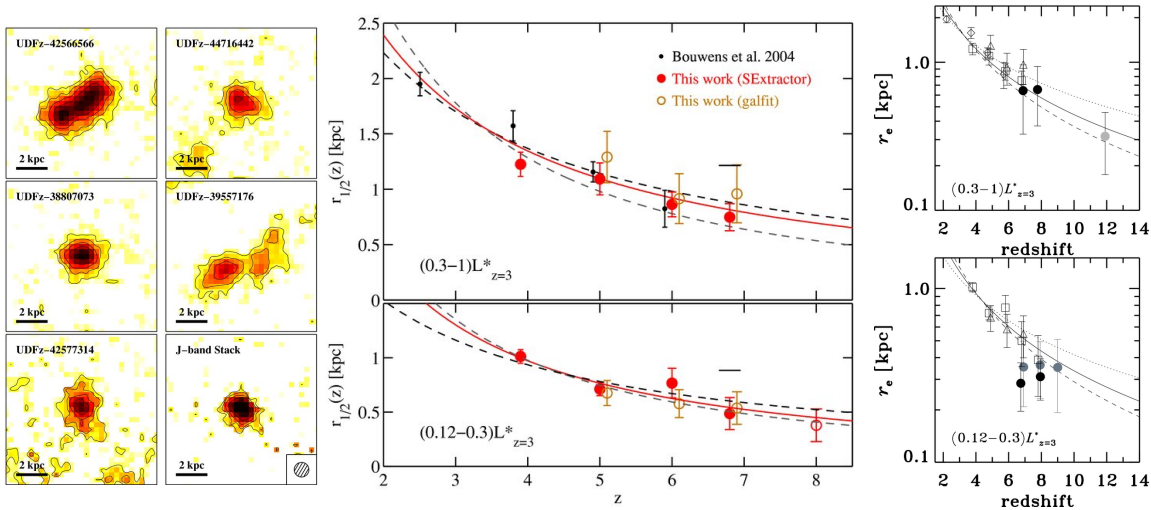 UDFz−42566566
2 kpc
UDFz−44716442
2 kpc
UDFz−38807073
2 kpc
UDFz−39557176
2 kpc
UDFz−42577314
2 kpc
J−band Stack
2 kpc
r1/2(z) [kpc]
2.5
2
1.5
1
0.5
0
Bouwens et al. 2004
This work (SExtractor)
This work (galfit)
(0.3−1)L*z=3
r1/2(z) [kpc]
1
0.5
0
(0.12−0.3)L*z=3
2 3 4 5 6 7 8
z
re [kpc]
1.0
0.1
(0.3−1)L*z=3
2 4 6 8 10 12 14
redshift
re [kpc]
1.0
0.1
(0.12−0.3)L*z=3
2 4 6 8 10 12 14
redshift